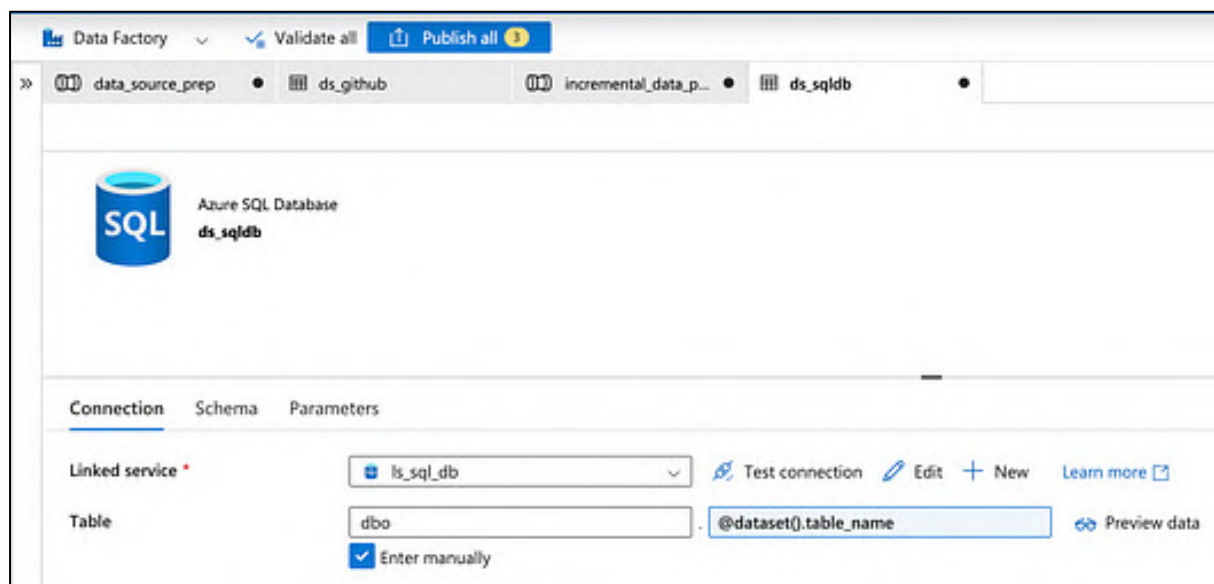 Data Factory Validate all Publish all 3
» data_source_prep ds_github incremental_data_p... ds_sqldb
SQL
Azure SQL Database
ds_sqldb
Connection Schema Parameters
Linked service * ls_sql_db Test connection Edit + New Learn more
Table dbo . @dataset().table_name Preview data
Enter manually